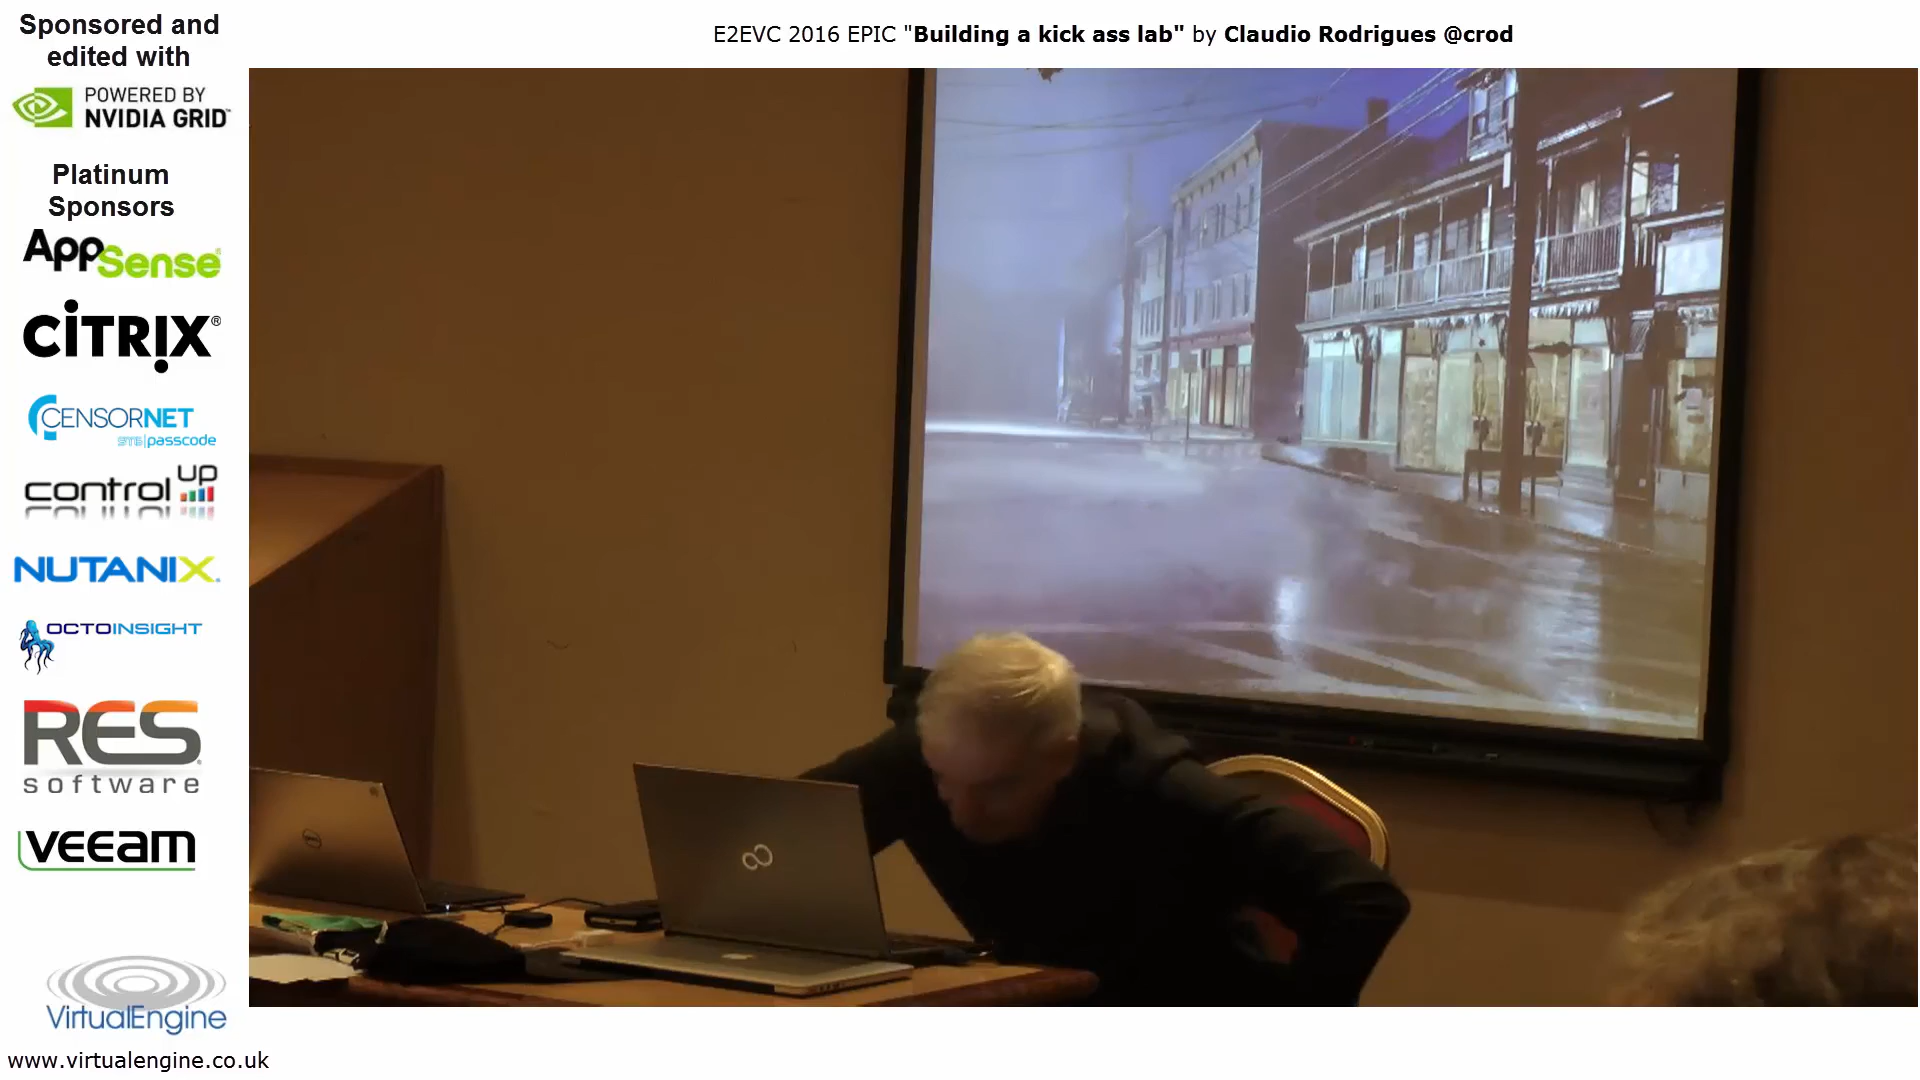 Sponsored and
edited with
POWERED BY
NVIDIA GRID™
Platinum
Sponsors
AppSense®
CITRIX®
CENSORNET
passcode
control UP
NUTANIX.
OCTOINSIGHT
RES
software
veeam
VirtualEngine
www.virtualengine.co.uk
E2EVC 2016 EPIC "Building a kick ass lab" by Claudio Rodrigues @crod